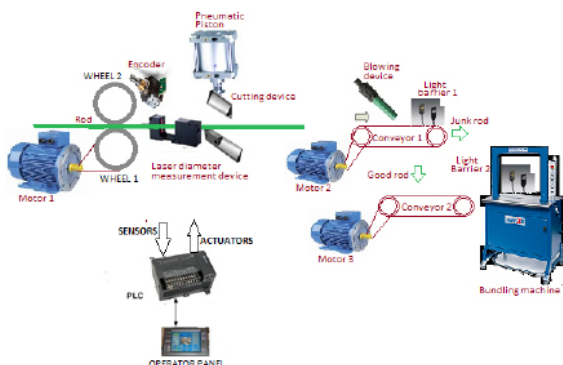 Pneumatic
Piston
Encoder
WHEEL 2
Cutting device
Rod
WHEEL 1
Laser diameter
measurement device
Motor 1
Blowing
device
Light
barrier 1
Junk rod
Conveyor 1
Motor 2
Good rod
Light
Barrier 2
Conveyor 2
Motor 3
Bundling machine
SENSORS
ACTUATORS
PLC
OPERATOR PANEL